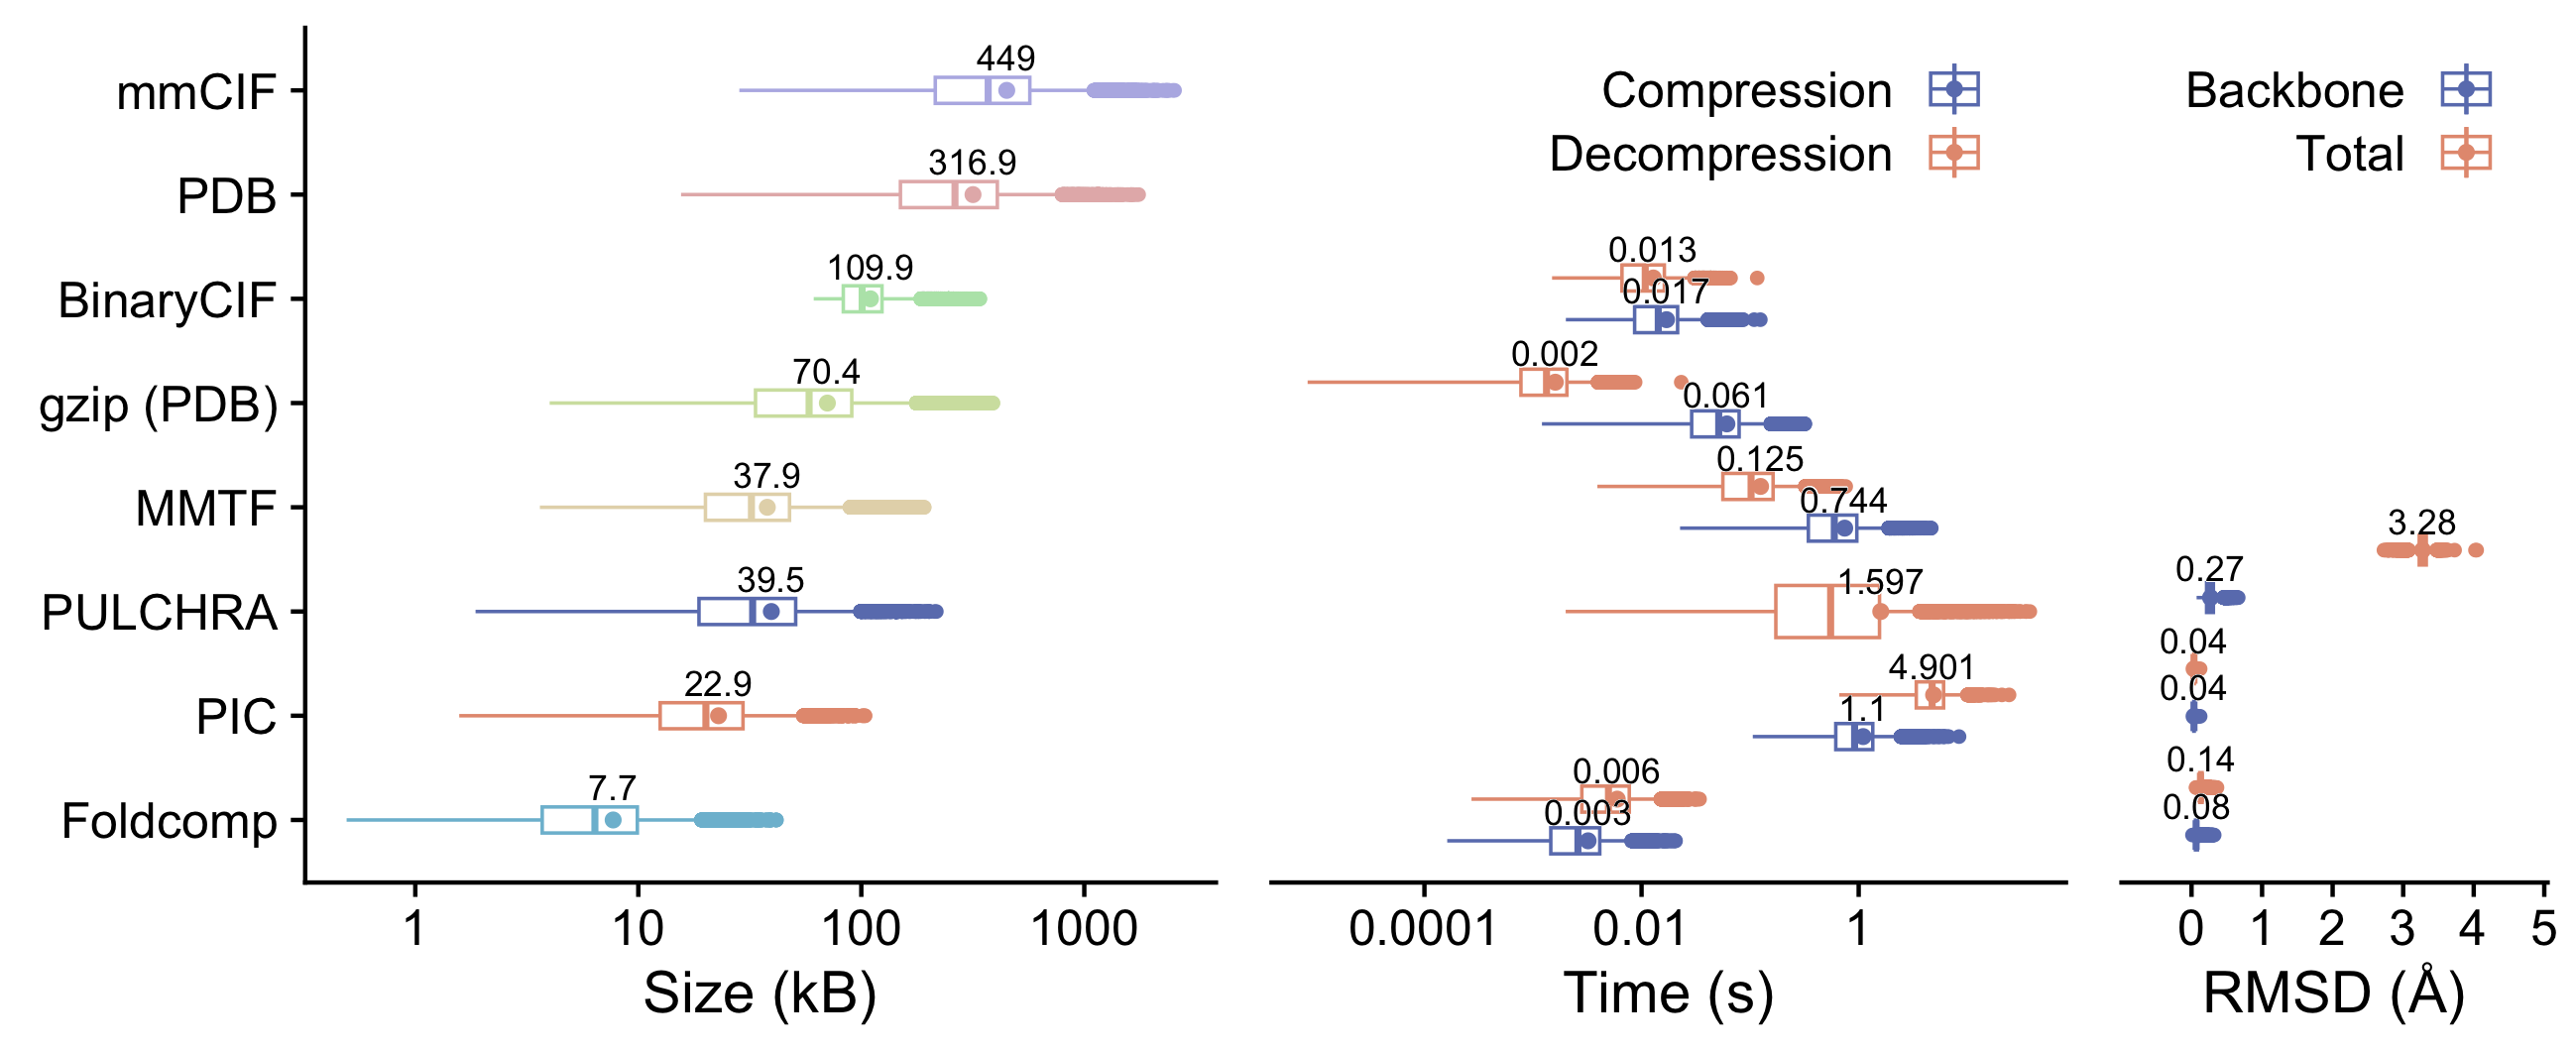 449
mmCIF
Compression
Backbone
Decompression
Total
316.9
PDB
0.013
109.9
BinaryCIF
0.017
0.002
70.4
gzip (PDB)
0.061
0.125
37.9
MMTF
0.744
3.28
39.5
PULCHRA
1.597
0.27
0.04
4.901
22.9
PIC
1.1
0.04
0.14
0.006
7.7
Foldcomp
0.003
0.08
1 10 100 1000
0.0001 0.01 1
0 1 2 3 4 5
Size (kB)
Time (s)
RMSD (Å)